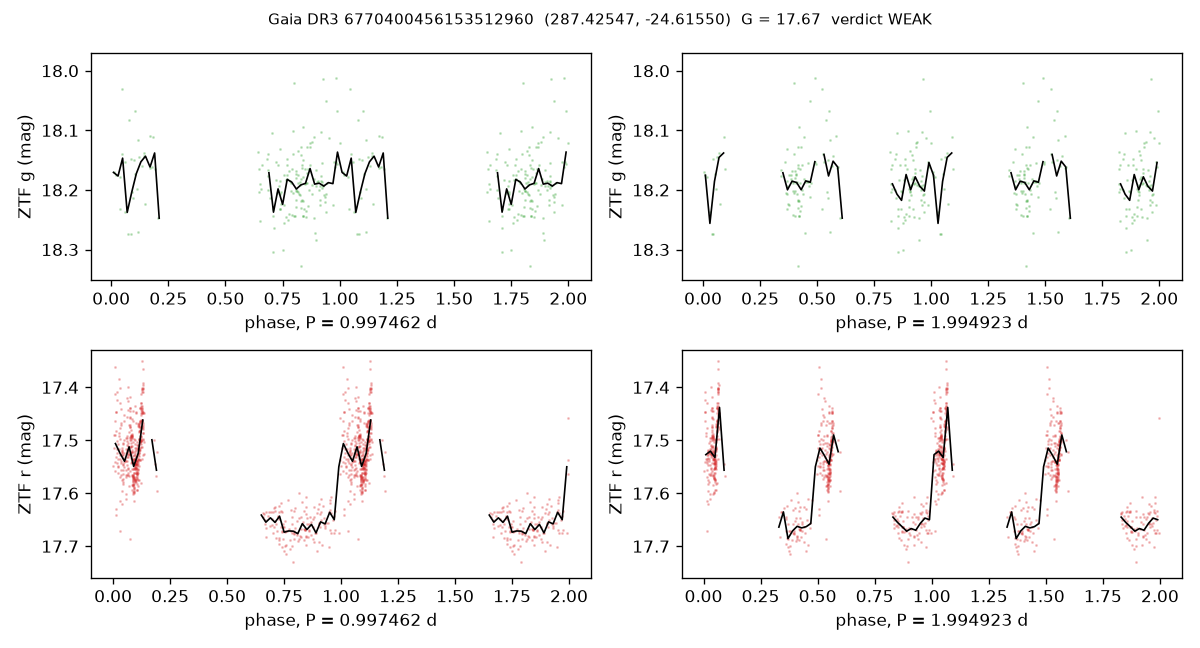 Gaia DR3 6770400456153512960  (287.42547, -24.61550)  G = 17.67  verdict WEAK
ZTF g (mag)
18.0
18.1
18.2
18.3
0.00 0.25 0.50 0.75 1.00 1.25 1.50 1.75 2.00
phase, P = 0.997462 d
0.00 0.25 0.50 0.75 1.00 1.25 1.50 1.75 2.00
phase, P = 1.994923 d
ZTF g (mag)
18.0
18.1
18.2
18.3
ZTF r (mag)
17.4
17.5
17.6
17.7
0.00 0.25 0.50 0.75 1.00 1.25 1.50 1.75 2.00
phase, P = 0.997462 d
ZTF r (mag)
17.4
17.5
17.6
17.7
0.00 0.25 0.50 0.75 1.00 1.25 1.50 1.75 2.00
phase, P = 1.994923 d